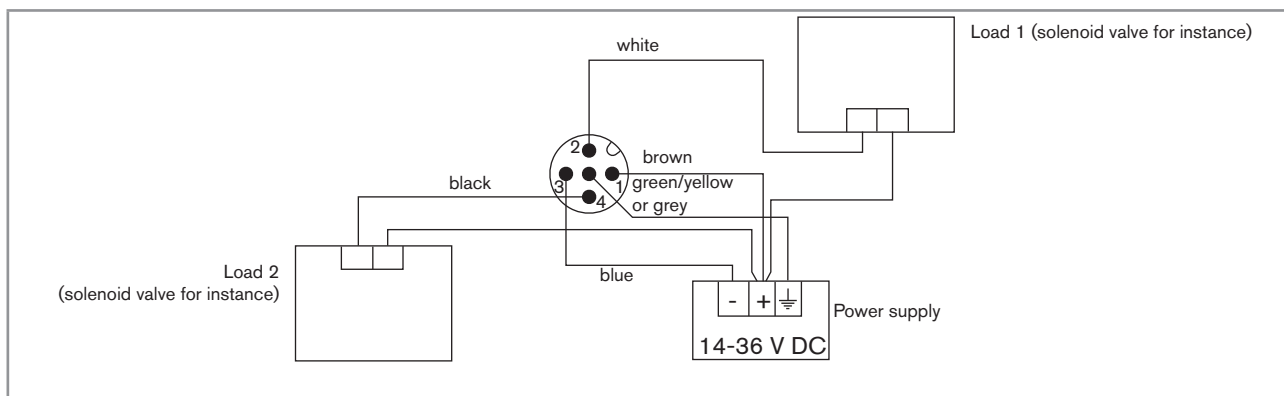 Load 1 (solenoid valve for instance)
white
2
brown
3
1
green/yellow
or grey
black
4
Load 2
(solenoid valve for instance)
blue
- +
Power supply
14-36 V DC